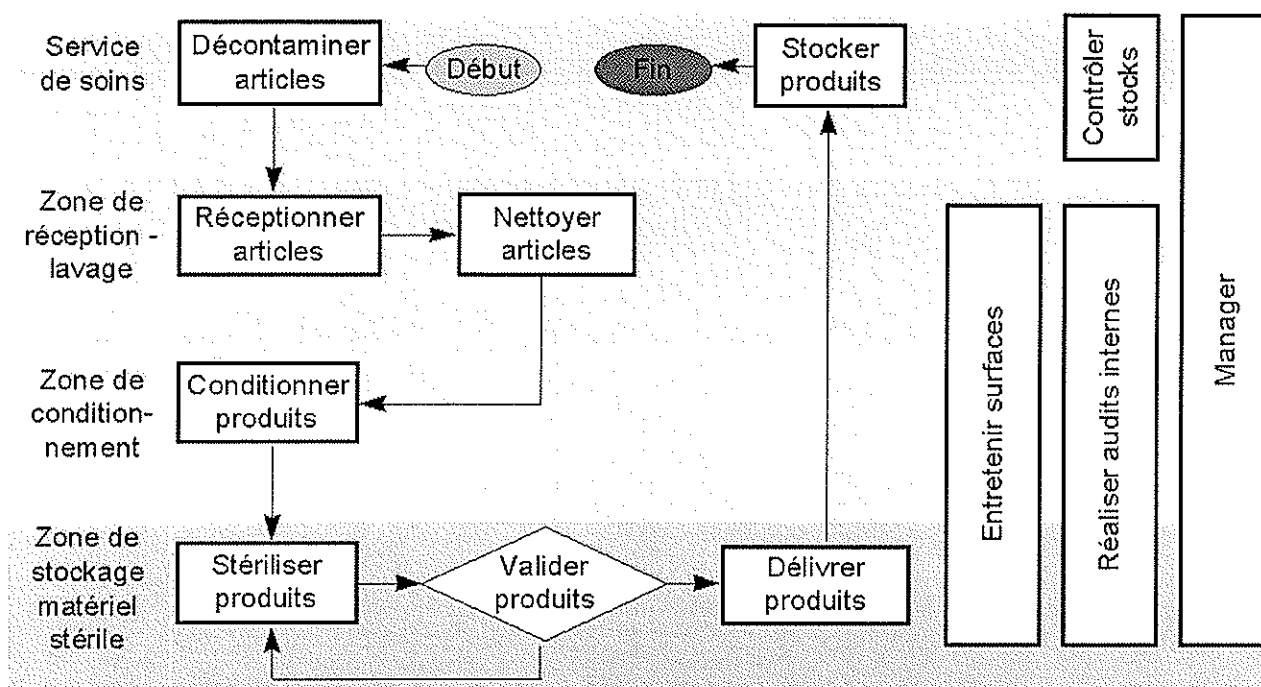 Service
de soins
Décontaminer
articles
Début
Fin
Stocker
produits
Contrôler
stocks
Manager
Zone de
réception -
lavage
Réceptionner
articles
Nettoyer
articles
Entretenir surfaces
Réaliser audits internes
Zone de
condition-
nement
Conditionner
produits
Zone de
stockage
matériel
stérile
Stériliser
produits
Valider
produits
Délivrer
produits